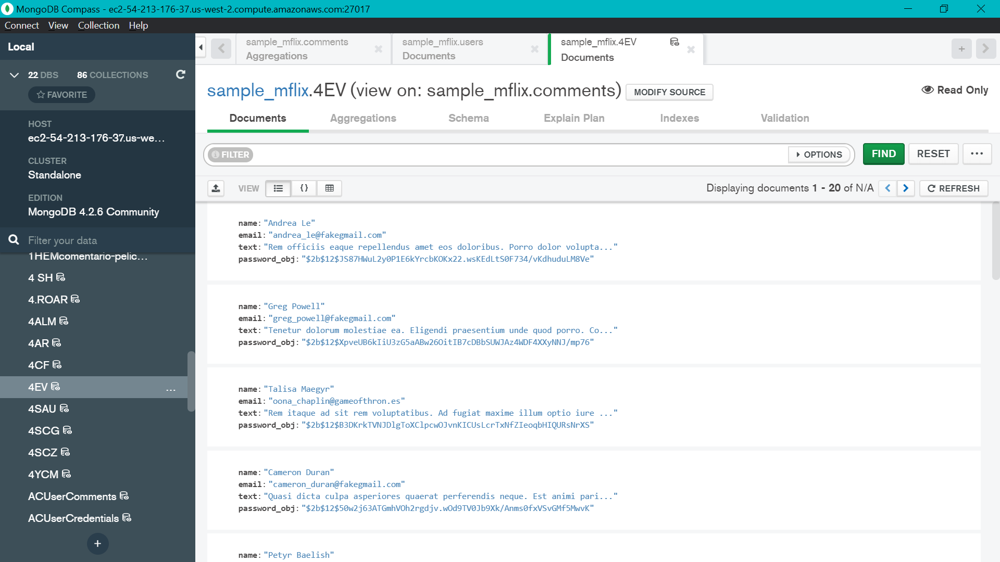 MongoDB Compass - ec2-54-213-176-37.us-west-2.compute.amazonaws.com:27017
Connect View Collection Help
Local
22 DBS 86 COLLECTIONS
FAVORITE
HOST
ec2-54-213-176-37.us-we...
CLUSTER
Standalone
EDITION
MongoDB 4.2.6 Community
Filter your data
1HEMcomentario-pelic...
4 SH
4.ROAR
4ALM
4AR
4CF
4EV ...
4SAU
4SCG
4SCZ
4YCM
ACUserComments
ACUserCredentials
+
sample_mflix.comments
Aggregations
sample_mflix.users
Documents
sample_mflix.4EV
Documents
sample_mflix.4EV (view on: sample_mflix.comments) MODIFY SOURCE Read Only
Documents Aggregations Schema Explain Plan Indexes Validation
FILTER OPTIONS FIND RESET ...
VIEW {} Displaying documents 1 - 20 of N/A REFRESH
name: "Andrea Le"
email: "andrea_le@fakegmail.com"
text: "Rem officiis eaque repellendus amet eos doloribus. Porro dolor volupta..."
password_obj: "$2b$12$JS87HWuL2y0P1E6kYrcbKOKx22.wsKEdLtS0F734/vKdhuduLM8Ve"
name: "Greg Powell"
email: "greg_powell@fakegmail.com"
text: "Tenetur dolorum molestiae ea. Eligendi praesentium unde quod porro. Co..."
password_obj: "$2b$12$XpveUB6kIiU3zG5aABw26OitIB7cDBbSUWJAz4WDF4XXyNNJ/mp76"
name: "Talisa Maegyr"
email: "oona_chaplin@gameofthron.es"
text: "Rem itaque ad sit rem voluptatibus. Ad fugiat maxime illum optio iure ..."
password_obj: "$2b$12$B3DKrkTVNJDlgToXClpcwOJvnKICUsLcrTxNfZIeoqbHIQURsNrXS"
name: "Cameron Duran"
email: "cameron_duran@fakegmail.com"
text: "Quasi dicta culpa asperiores quaerat perferendis neque. Est animi pari..."
password_obj: "$2b$12$50w2j63ATGmhVOh2rgdjv.wOd9TV0Jb9Xk/Anms0fxVSvGMf5MwvK"
name: "Petyr Baelish"